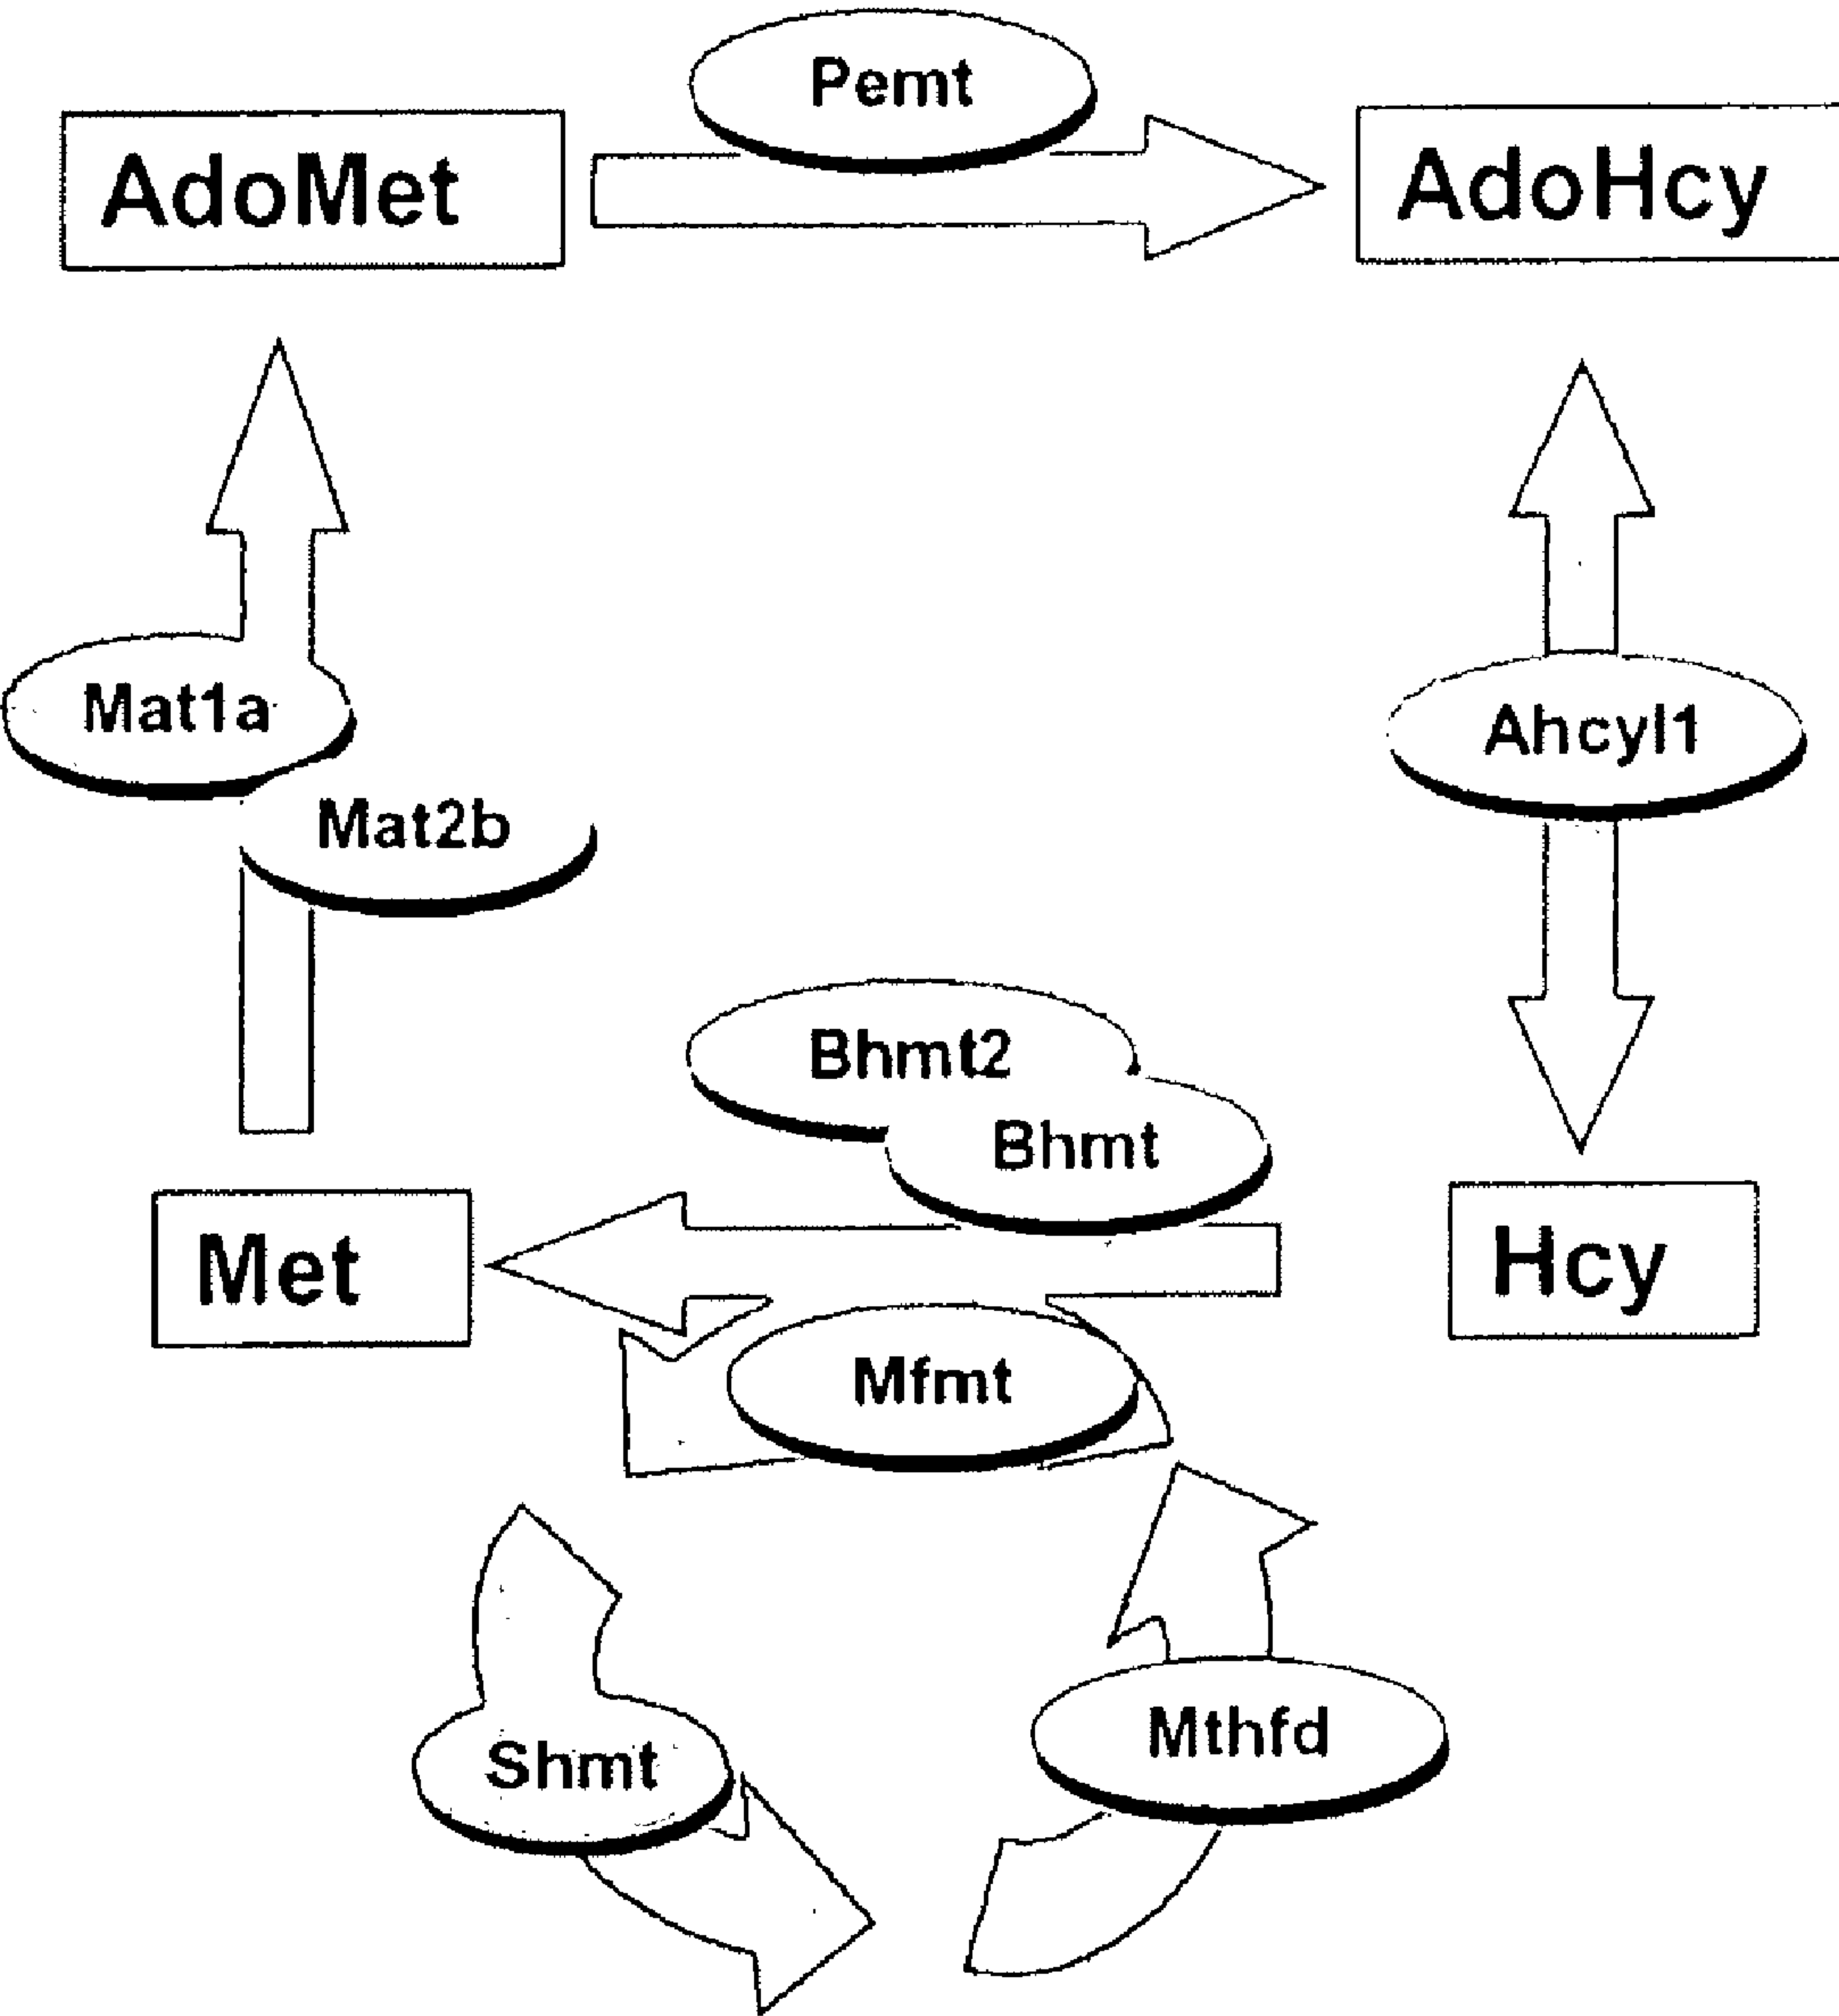 Pemt
AdoMet
AdoHcy
Mat1a
Ahcyl1
Mat2b
Bhmt2
Bhmt
Met
Hcy
Mfmt
Mthfd
Shmt